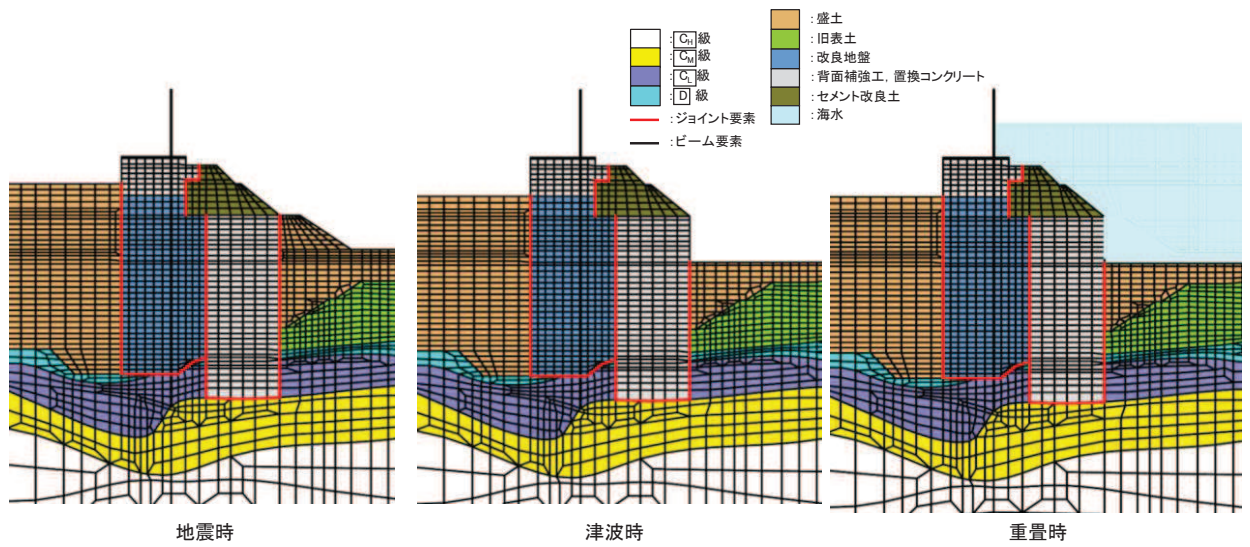 ：C_H級
：C_M級
：C_L級
：D 級
：ジョイント要素
：ビーム要素
：盛土
：旧表土
：改良地盤
：背面補強工, 置換コンクリート
：セメント改良土
：海水
地震時
津波時
重畳時